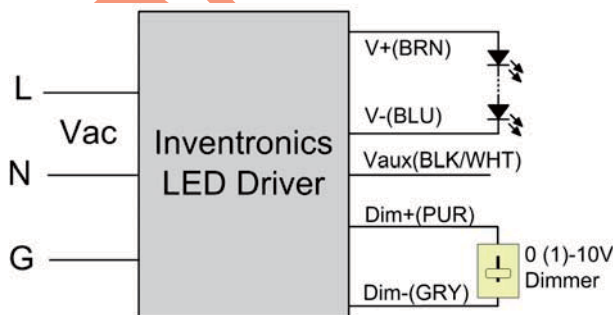 L
Vac
N
G
Inventronics
LED Driver
V+(BRN)
V-(BLU)
Vaux(BLK/WHT)
Dim+(PUR)
Dim-(GRY)
0 (1)-10V
Dimmer